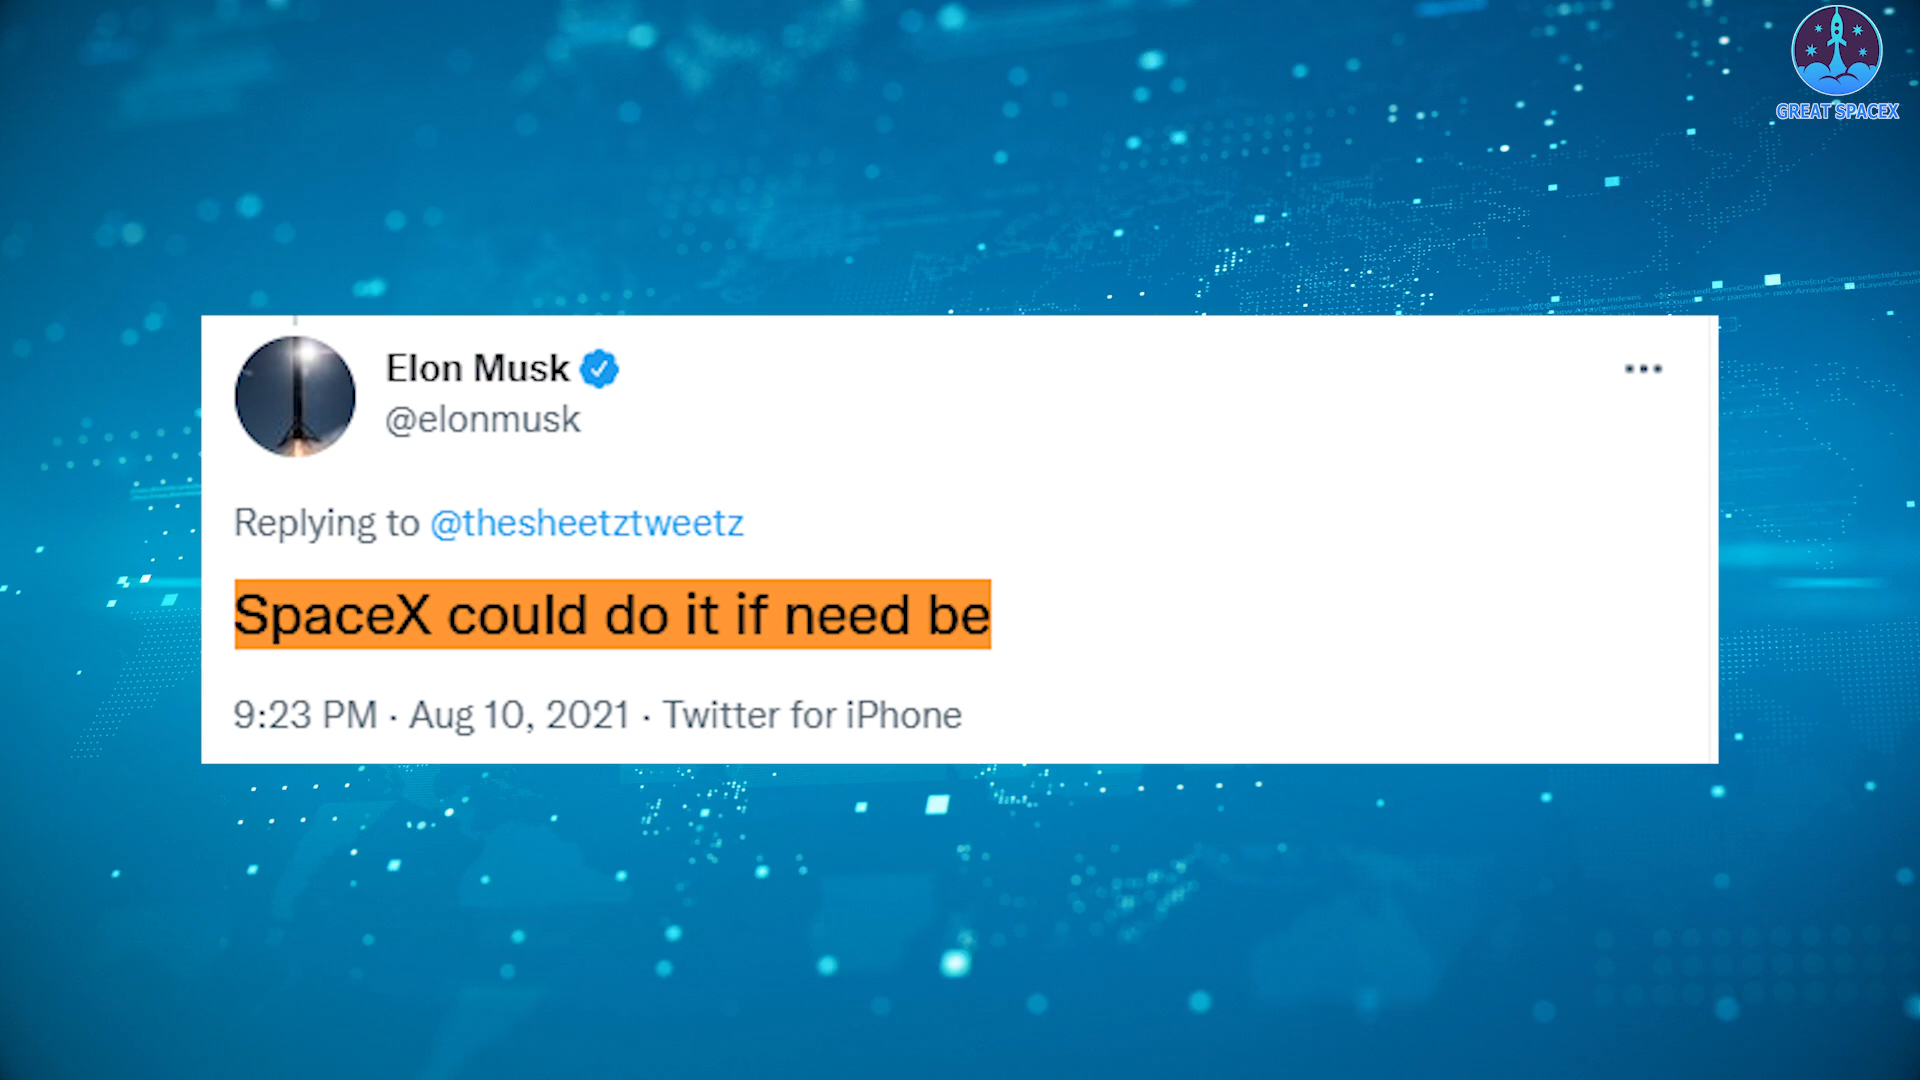 GREAT SPACEX
Elon Musk
@elonmusk
Replying to @thesheetztweetz
SpaceX could do it if need be
9:23 PM · Aug 10, 2021 · Twitter for iPhone